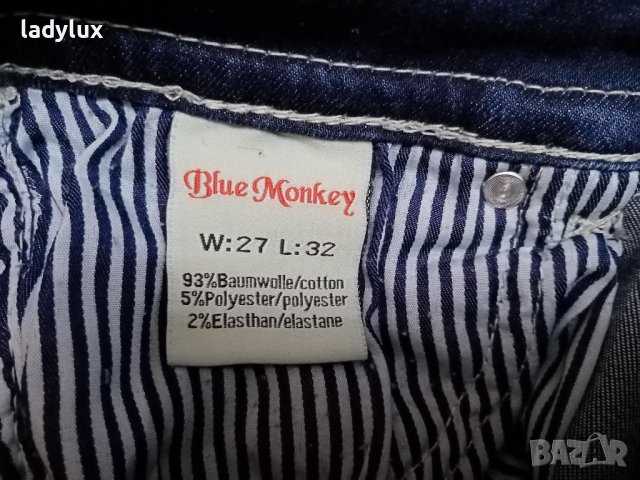 ladylux
Blue Monkey
W:27 L:32
93%Baumwolle/cotton
5%Polyester/polyester
2%Elasthan/elastane
BAZAR